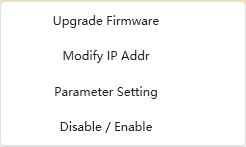 Upgrade Firmware
Modify IP Addr
Parameter Setting
Disable / Enable